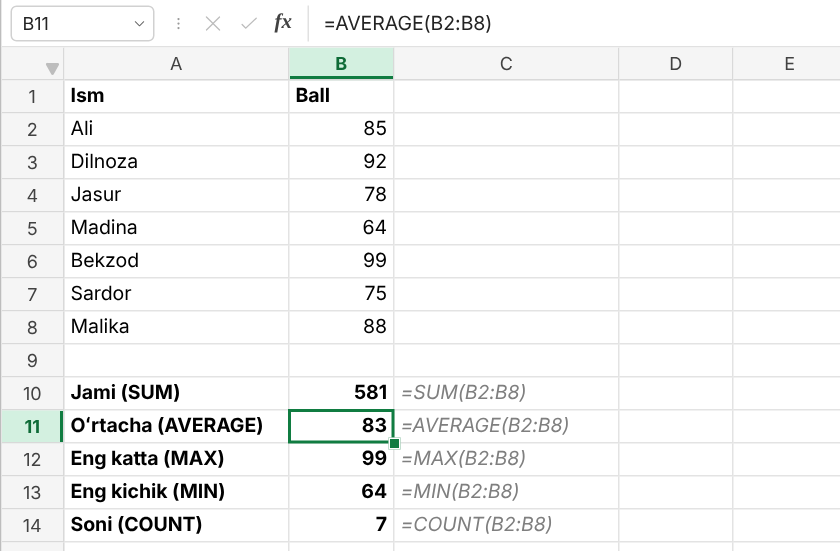 B11 fx =AVERAGE(B2:B8)
A B C D E
1 Ism Ball
2 Ali 85
3 Dilnoza 92
4 Jasur 78
5 Madina 64
6 Bekzod 99
7 Sardor 75
8 Malika 88
9
10 Jami (SUM) 581 =SUM(B2:B8)
11 Oʻrtacha (AVERAGE) 83 =AVERAGE(B2:B8)
12 Eng katta (MAX) 99 =MAX(B2:B8)
13 Eng kichik (MIN) 64 =MIN(B2:B8)
14 Soni (COUNT) 7 =COUNT(B2:B8)